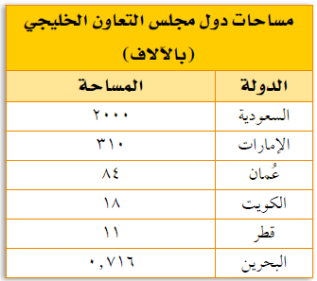 مساحات دول مجلس التعاون الخليجي
(بالآلاف)
الدولة المساحة
السعودية ٢٠٠٠
الإمارات ٣١٠
عُمان ٨٤
الكويت ١٨
قطر ١١
البحرين ٠,٧١٦